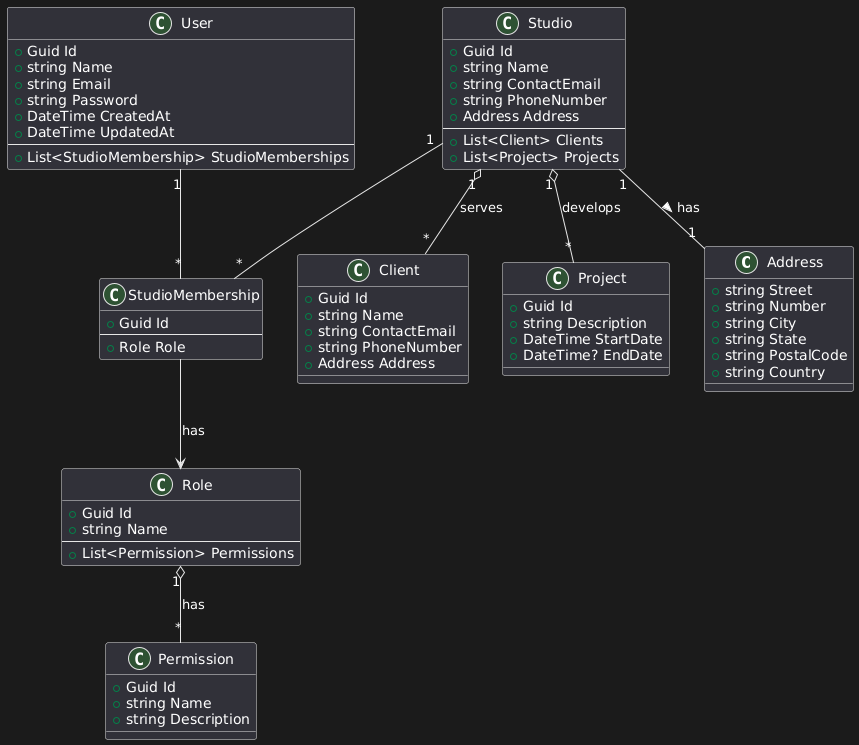 C User
Guid Id
string Name
string Email
string Password
DateTime CreatedAt
DateTime UpdatedAt
List<StudioMembership> StudioMemberships
C Studio
Guid Id
string Name
string ContactEmail
string PhoneNumber
Address Address
List<Client> Clients
List<Project> Projects
1
*
1
*
1
serves
*
1
develops
*
1
has
1
C StudioMembership
Guid Id
Role Role
C Client
Guid Id
string Name
string ContactEmail
string PhoneNumber
Address Address
C Project
Guid Id
string Description
DateTime StartDate
DateTime? EndDate
C Address
string Street
string Number
string City
string State
string PostalCode
string Country
has
C Role
Guid Id
string Name
List<Permission> Permissions
1
has
*
C Permission
Guid Id
string Name
string Description